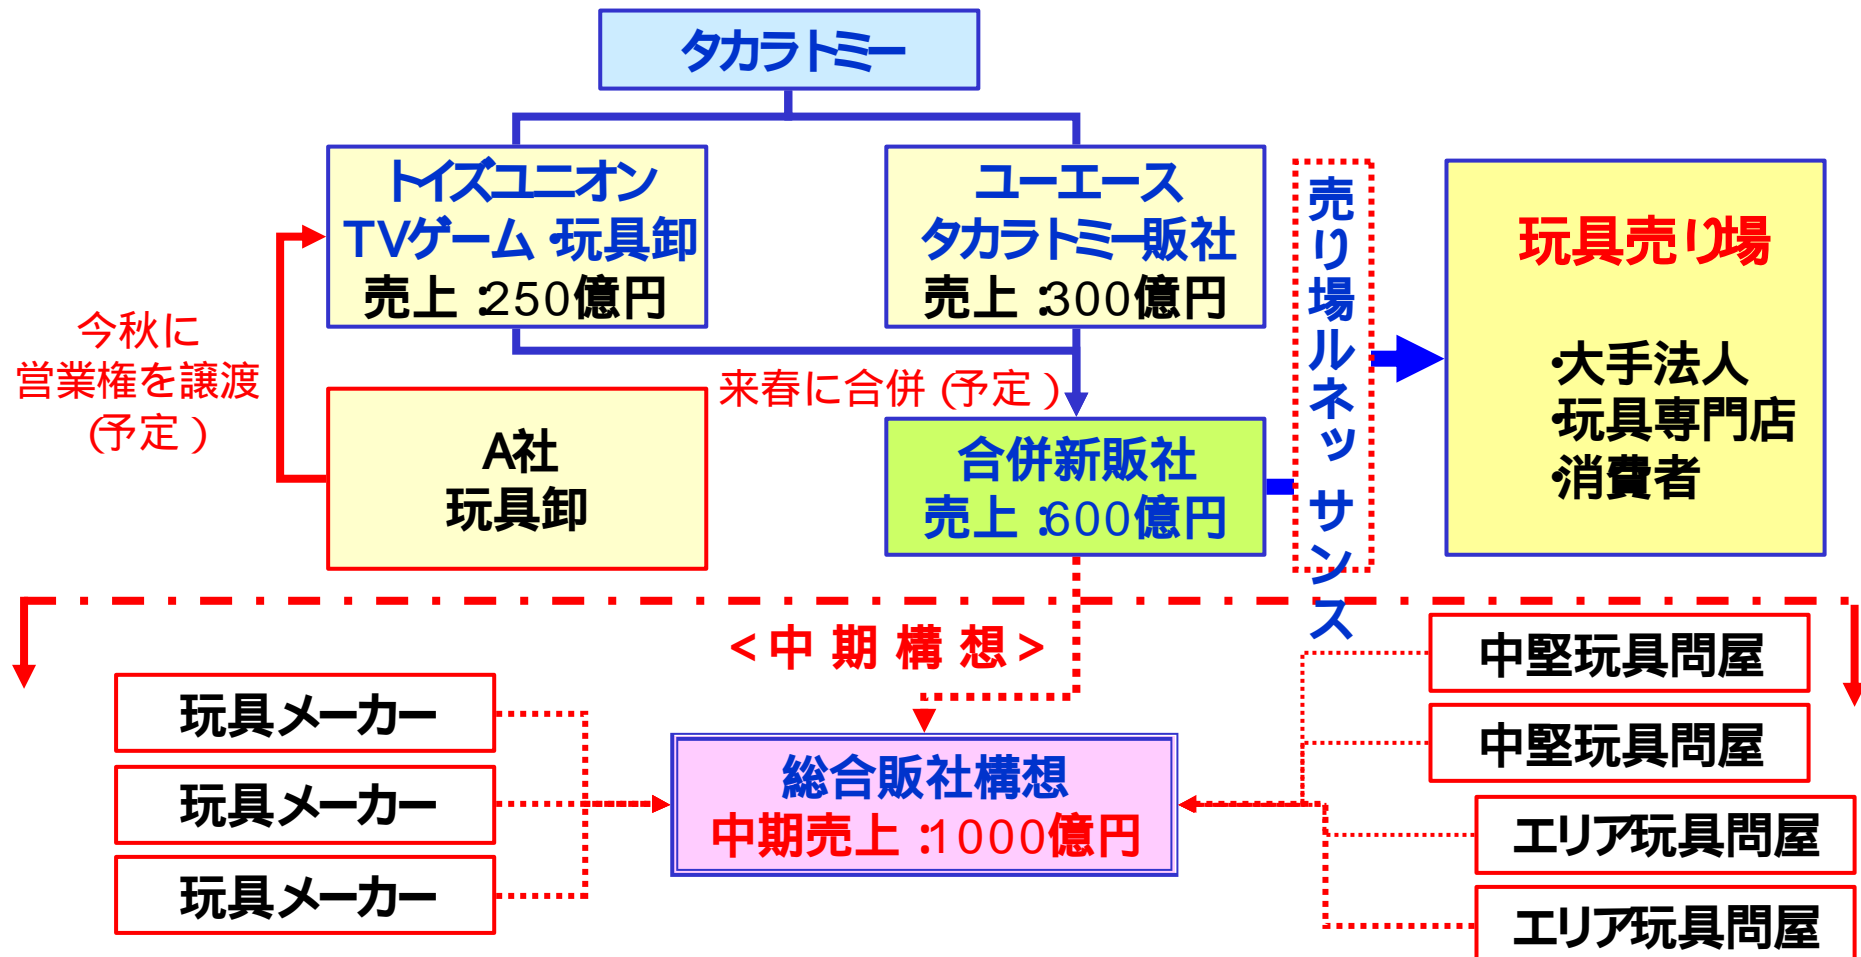 タカラトミー
トイズユニオン
TVゲーム・玩具卸
売上：250億円
ユーエース
タカラトミー販社
売上：300億円
売り場ルネッサンス
玩具売り場
・大手法人
・玩具専門店
・消費者
今秋に
営業権を譲渡
（予定）
来春に合併（予定）
A社
玩具卸
合併新販社
売上：600億円
<中期構想>
玩具メーカー
玩具メーカー
玩具メーカー
総合販社構想
中期売上：1000億円
中堅玩具問屋
中堅玩具問屋
エリア玩具問屋
エリア玩具問屋